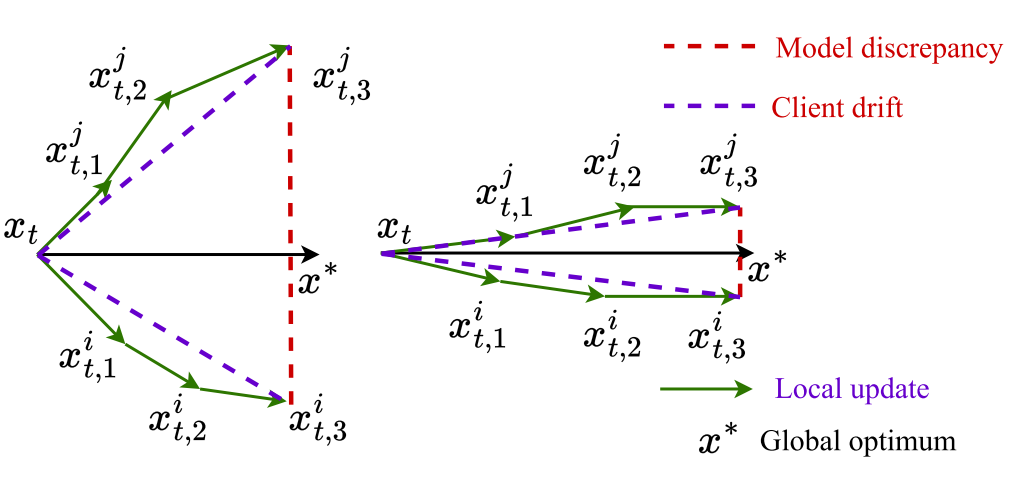 x^j_{t,2}
x^j_{t,3}
x^j_{t,1}
x_t
x^*
x^i_{t,1}
x^i_{t,2}
x^i_{t,3}
Model discrepancy
Client drift
x^j_{t,1}
x^j_{t,2}
x^j_{t,3}
x_t
x^*
x^i_{t,1}
x^i_{t,2}
x^i_{t,3}
Local update
x^* Global optimum